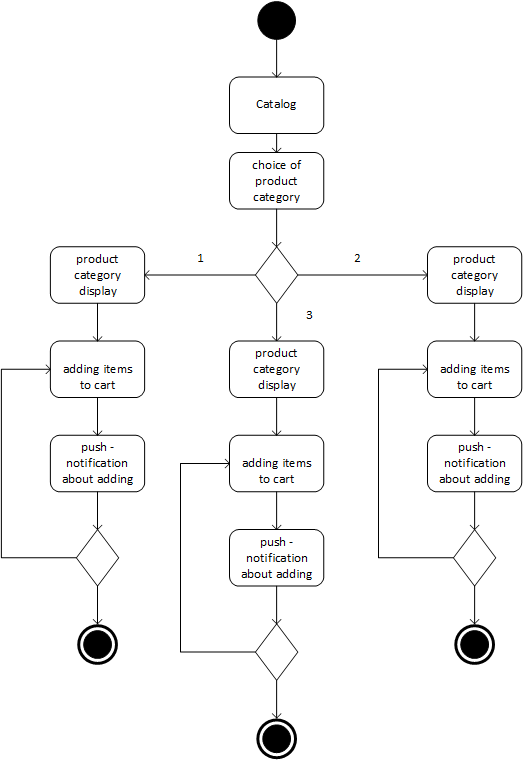 Catalog
choice of
product
category
1
2
3
product
category
display
product
category
display
product
category
display
adding items
to cart
adding items
to cart
adding items
to cart
push -
notification
about adding
push -
notification
about adding
push -
notification
about adding